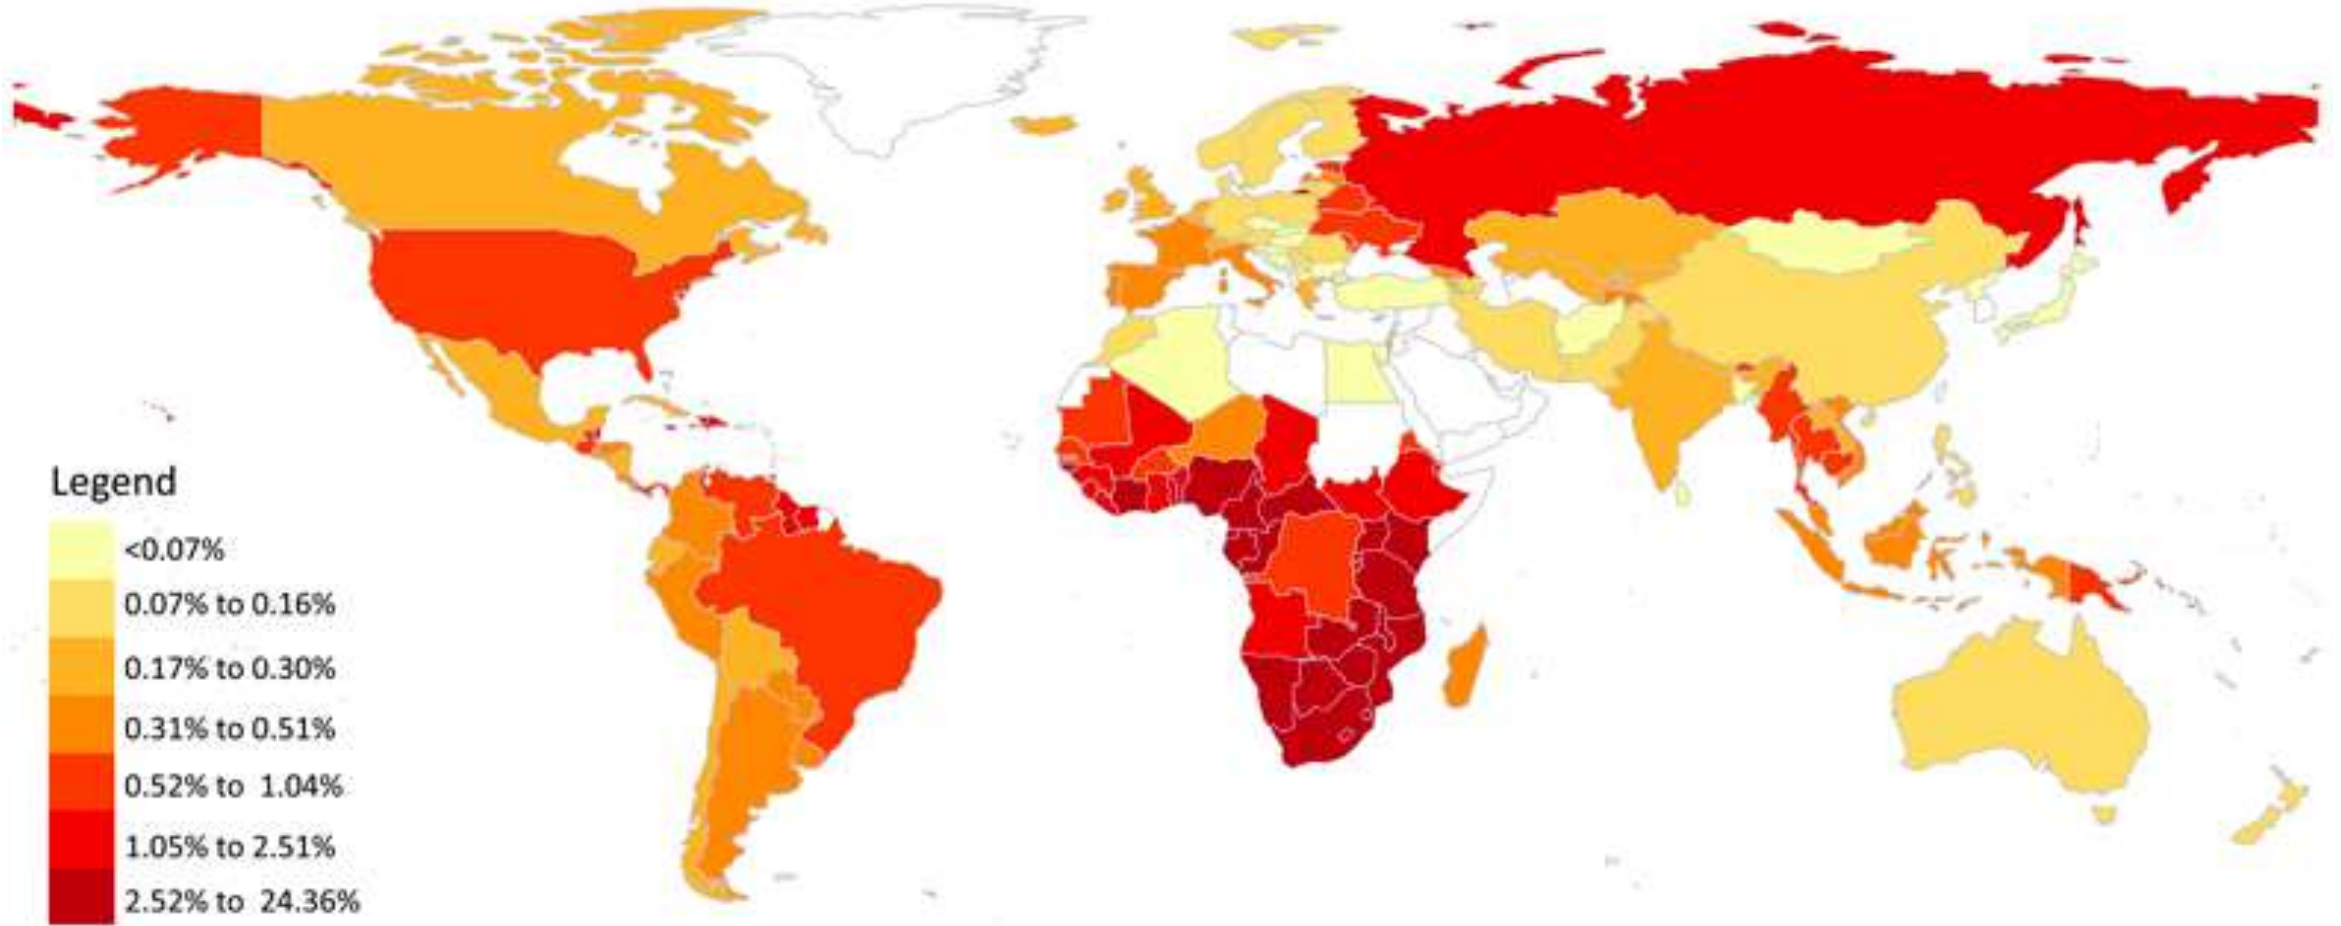 Legend
<0.07%
0.07% to 0.16%
0.17% to 0.30%
0.31% to 0.51%
0.52% to 1.04%
1.05% to 2.51%
2.52% to 24.36%